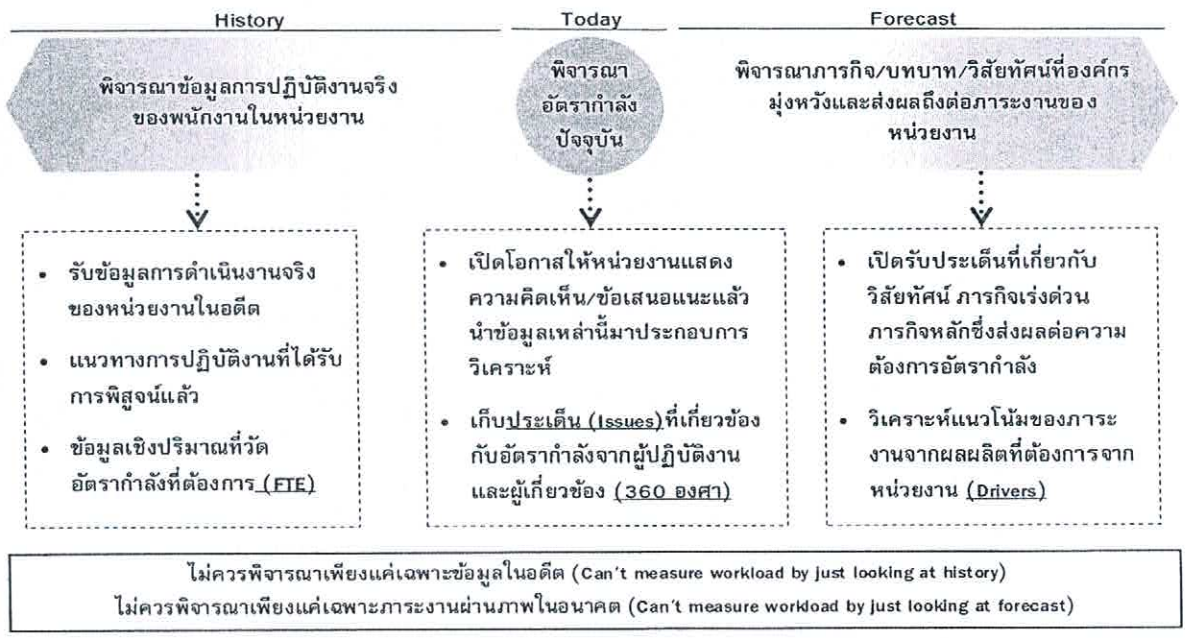 History
Today
Forecast
พิจารณาข้อมูลการปฏิบัติงานจริง
ของพนักงานในหน่วยงาน
พิจารณา
อัตรากำลัง
ปัจจุบัน
พิจารณาภารกิจ/บทบาท/วิสัยทัศน์ที่องค์กร
มุ่งหวังและส่งผลถึงต่อภาระงานของ
หน่วยงาน
• รับข้อมูลการดำเนินงานจริง
ของหน่วยงานในอดีต
• แนวทางการปฏิบัติงานที่ได้รับ
การพิสูจน์แล้ว
• ข้อมูลเชิงปริมาณที่วัด
อัตรากำลังที่ต้องการ (FTE)
• เปิดโอกาสให้หน่วยงานแสดง
ความคิดเห็น/ข้อเสนอแนะแล้ว
นำข้อมูลเหล่านี้มาประกอบการ
วิเคราะห์
• เก็บประเด็น (Issues)ที่เกี่ยวข้อง
กับอัตรากำลังจากผู้ปฏิบัติงาน
และผู้เกี่ยวข้อง (360 องศา)
• เปิดรับประเด็นที่เกี่ยวกับ
วิสัยทัศน์ ภารกิจเร่งด่วน
ภารกิจหลักซึ่งส่งผลต่อความ
ต้องการอัตรากำลัง
• วิเคราะห์แนวโน้มของภาระ
งานจากผลผลิตที่ต้องการจาก
หน่วยงาน (Drivers)
ไม่ควรพิจารณาเพียงแค่เฉพาะข้อมูลในอดีต (Can't measure workload by just looking at history)
ไม่ควรพิจารณาเพียงแค่เฉพาะภาระงานผ่านภาพในอนาคต (Can't measure workload by just looking at forecast)